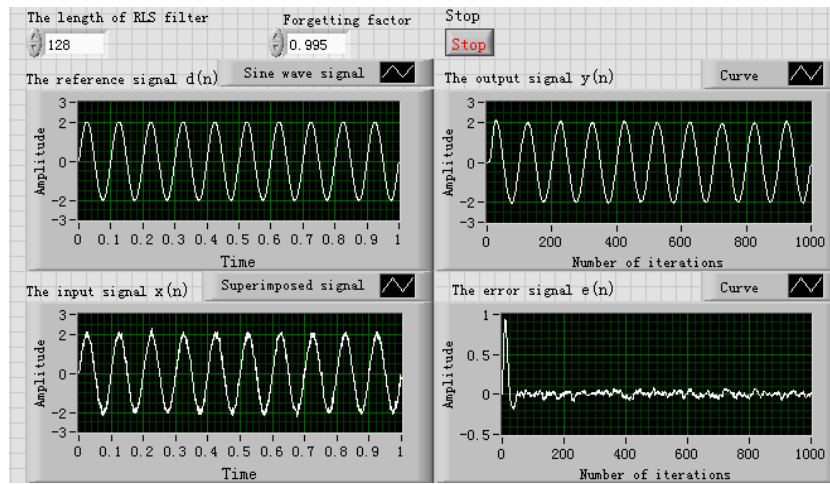 The length of RLS filter
128
Forgetting factor
0.995
Stop
Stop
The reference signal d(n)
Sine wave signal
Amplitude
3
2
0
-2
-3
0 0.1 0.2 0.3 0.4 0.5 0.6 0.7 0.8 0.9 1
Time
The output signal y(n)
Curve
Amplitude
3
2
0
-2
-3
0 200 400 600 800 1000
Number of iterations
The input signal x(n)
Superimposed signal
Amplitude
3
2
0
-2
-3
0 0.1 0.2 0.3 0.4 0.5 0.6 0.7 0.8 0.9 1
Time
The error signal e(n)
Curve
Amplitude
1
0.5
0
-0.5
0 200 400 600 800 1000
Number of iterations